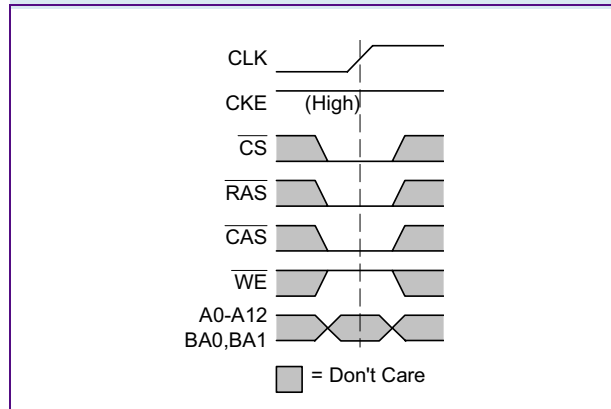 CLK
CKE (High)
CS
RAS
CAS
WE
A0-A12
BA0,BA1
= Don't Care